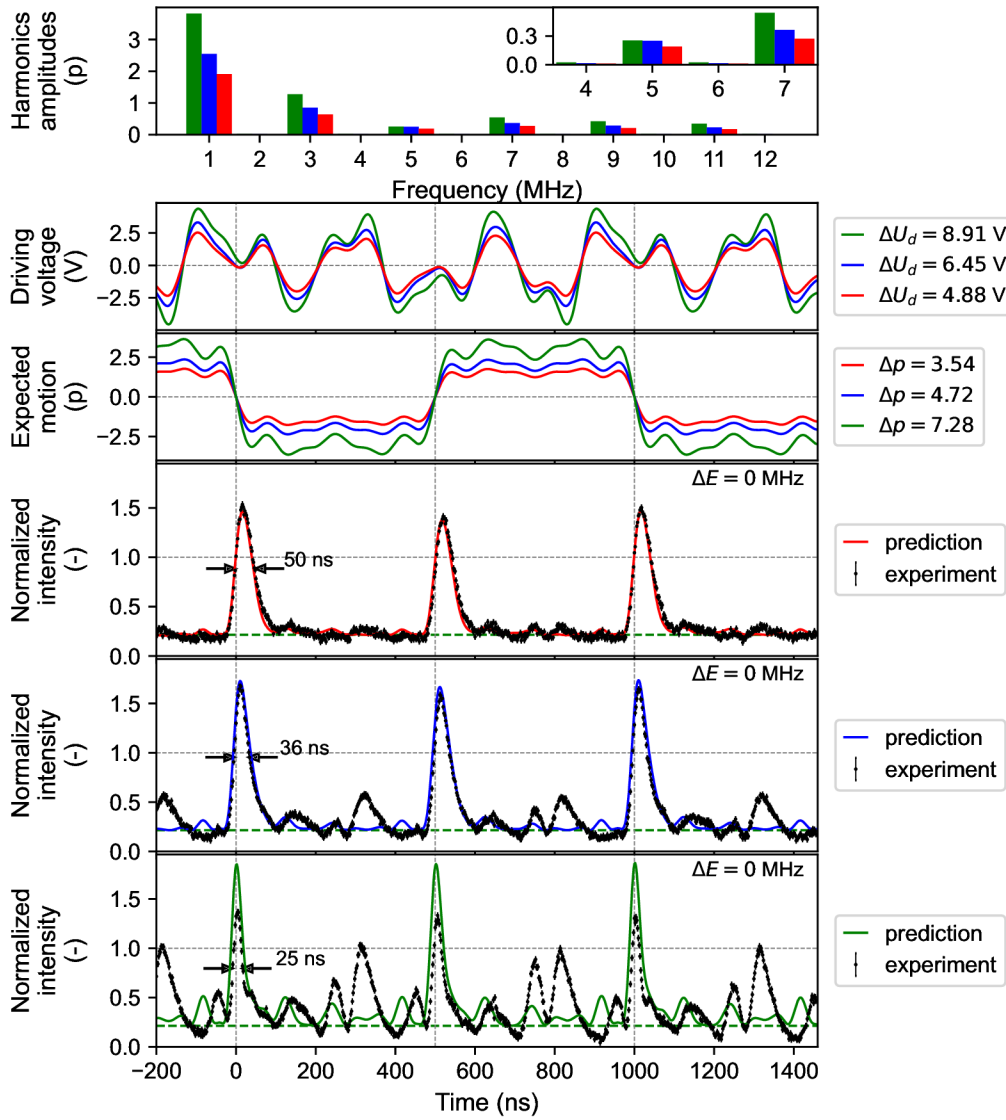 Harmonics
amplitudes
(p)
3
2
1
0
0.3
0.0
4 5 6 7
1 2 3 4 5 6 7 8 9 10 11 12
Frequency (MHz)
Driving
voltage
(V)
2.5
0.0
−2.5
ΔU_d = 8.91 V
ΔU_d = 6.45 V
ΔU_d = 4.88 V
Expected
motion
(p)
2.5
0.0
−2.5
Δp = 3.54
Δp = 4.72
Δp = 7.28
Normalized
intensity
(-)
1.5
1.0
0.5
0.0
ΔE = 0 MHz
50 ns
prediction
experiment
Normalized
intensity
(-)
1.5
1.0
0.5
0.0
ΔE = 0 MHz
36 ns
prediction
experiment
Normalized
intensity
(-)
1.5
1.0
0.5
0.0
ΔE = 0 MHz
25 ns
prediction
experiment
−200 0 200 400 600 800 1000 1200 1400
Time (ns)